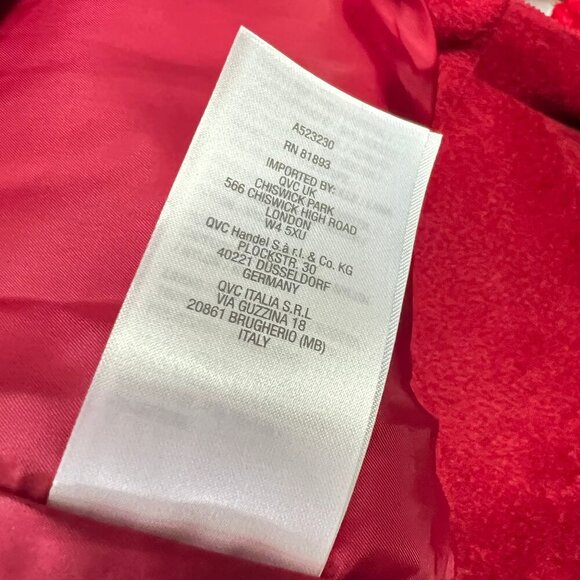 A523230
RN 81893
IMPORTED BY:
QVC UK
CHISWICK PARK
566 CHISWICK HIGH ROAD
LONDON
W4 5XU
QVC Handel S.à r.l. & Co. KG
PLOCKSTR. 30
40221 DÜSSELDORF
GERMANY
QVC ITALIA S.R.L
VIA GUZZINA 18
20861 BRUGHERIO (MB)
ITALY